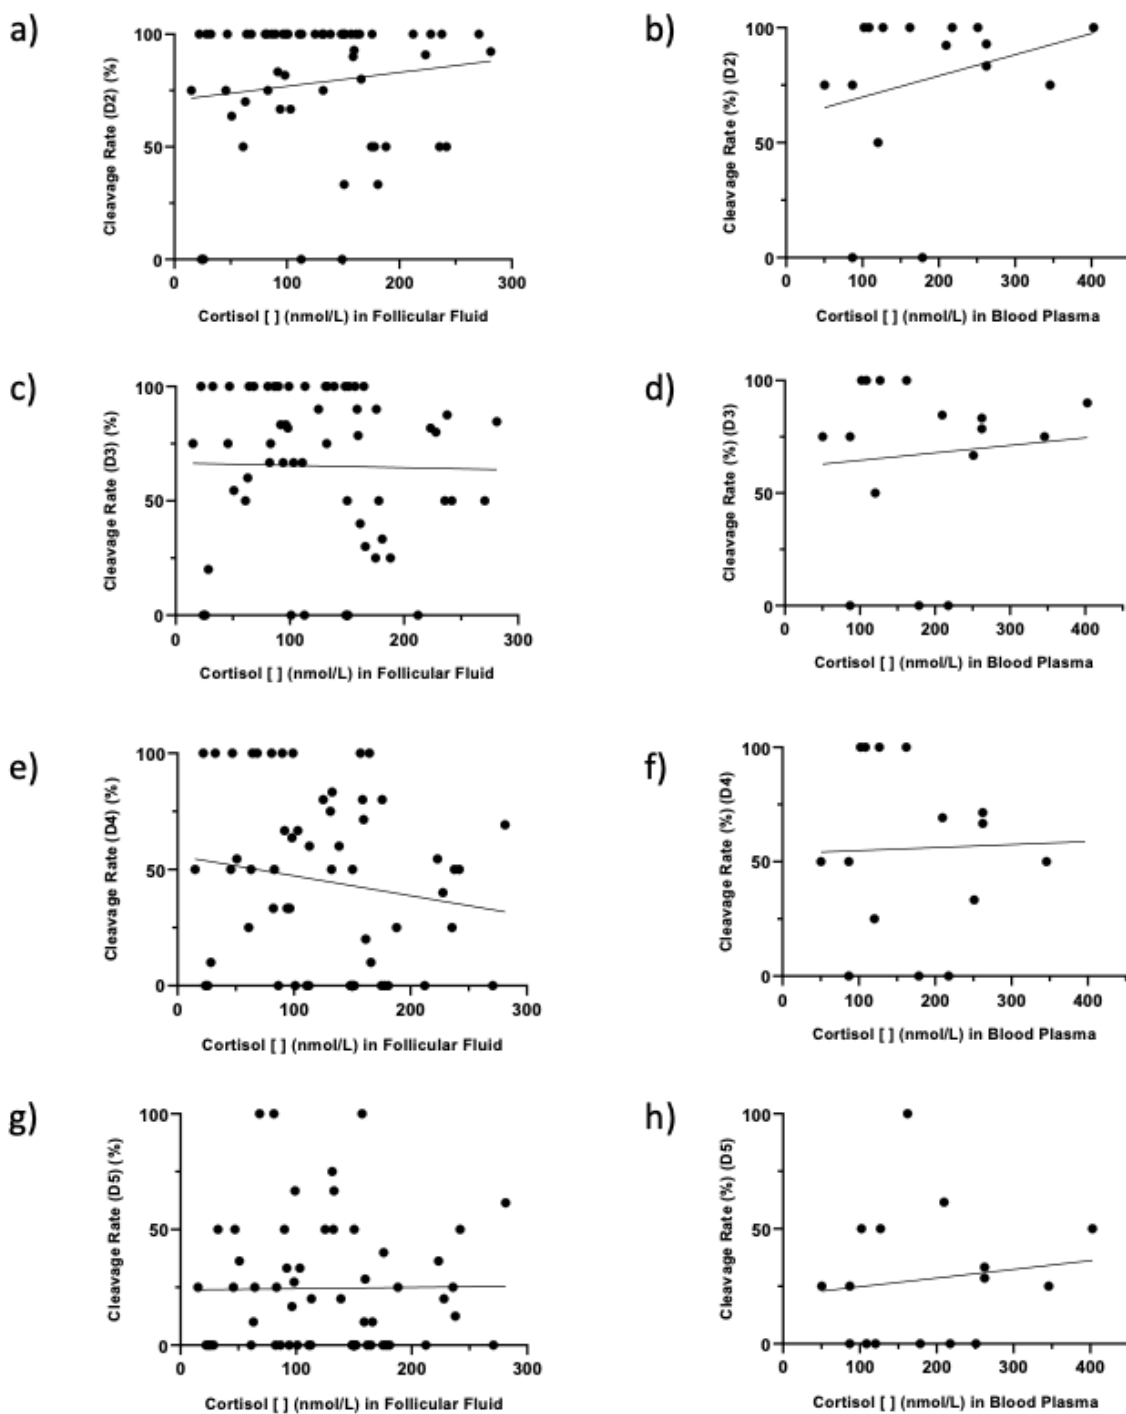 a)
Cleavage Rate (D2) (%)
100
50
0
0 100 200 300
Cortisol [ ] (nmol/L) in Follicular Fluid
b)
Cleavage Rate (%) (D2)
100
50
0
0 100 200 300 400
Cortisol [ ] (nmol/L) in Blood Plasma
c)
Cleavage Rate (D3) (%)
100
50
0
0 100 200 300
Cortisol [ ] (nmol/L) in Follicular Fluid
d)
Cleavage Rate (%) (D3)
100
50
0
0 100 200 300 400
Cortisol [ ] (nmol/L) in Blood Plasma
e)
Cleavage Rate (D4) (%)
100
50
0
0 100 200 300
Cortisol [ ] (nmol/L) in Follicular Fluid
f)
Cleavage Rate (%) (D4)
100
50
0
0 100 200 300 400
Cortisol [ ] (nmol/L) in Blood Plasma
g)
Cleavage Rate (D5) (%)
100
50
0
0 100 200 300
Cortisol [ ] (nmol/L) in Follicular Fluid
h)
Cleavage Rate (%) (D5)
100
50
0
0 100 200 300 400
Cortisol [ ] (nmol/L) in Blood Plasma